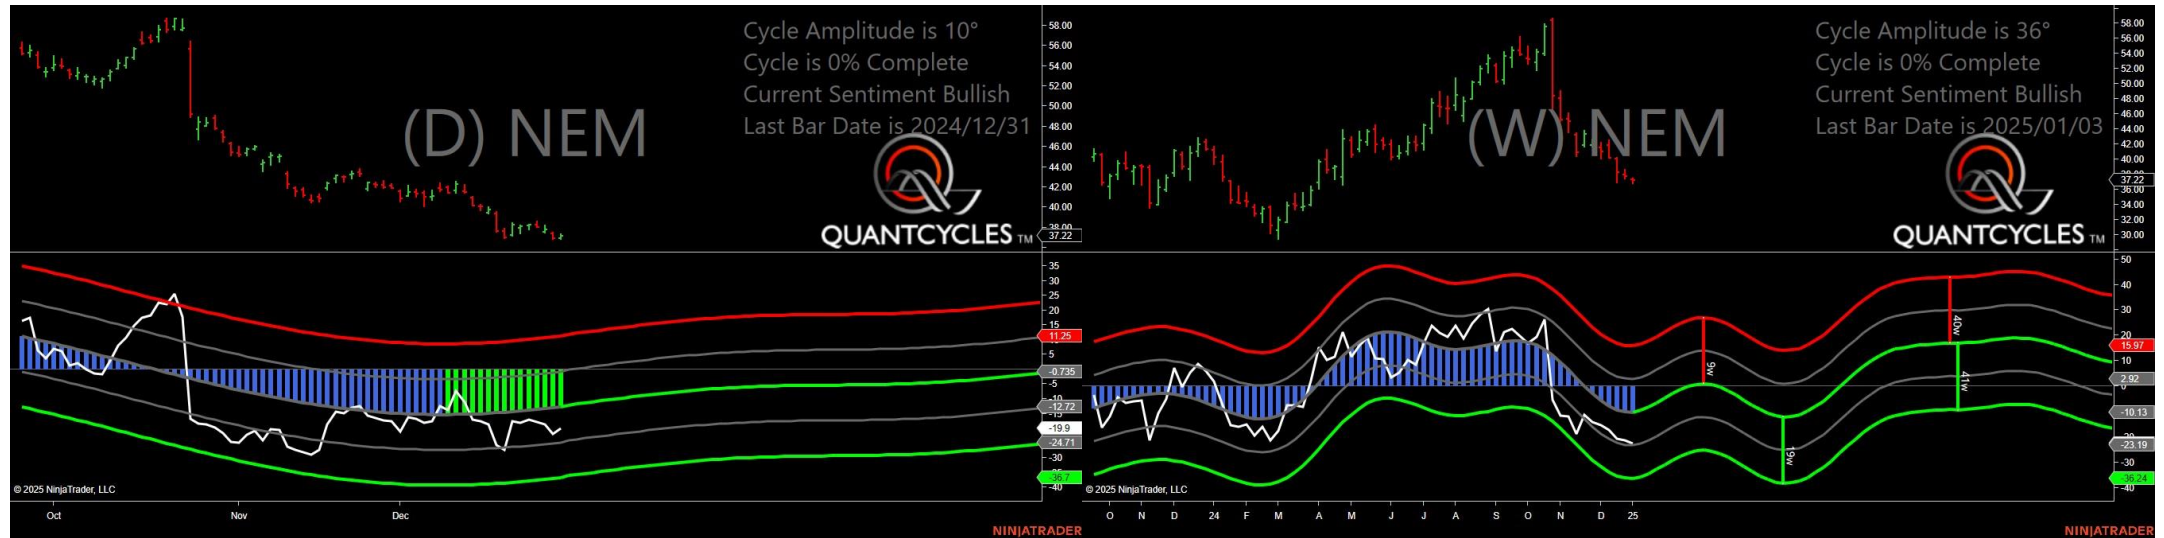 Cycle Amplitude is 10°
Cycle is 0% Complete
Current Sentiment Bullish
Last Bar Date is 2024/12/31
(D) NEM
QUANTCYCLES TM
58.00
56.00
54.00
52.00
50.00
48.00
46.00
44.00
42.00
40.00
38.00
37.22
35
30
25
20
15
11.25
5
-0.735
-5
-12.72
-19.9
-24.71
-30
-36.7
-40
© 2025 NinjaTrader, LLC
Oct Nov Dec
NINJATRADER
Cycle Amplitude is 36°
Cycle is 0% Complete
Current Sentiment Bullish
Last Bar Date is 2025/01/03
(W) NEM
QUANTCYCLES TM
58.00
56.00
54.00
52.00
50.00
48.00
46.00
44.00
42.00
40.00
37.22
36.00
34.00
32.00
30.00
50
40
30
20
15.97
10
2.92
-10.13
-23.19
-30
-36.24
-40
9w
19w
40w
41w
© 2025 NinjaTrader, LLC
O N D 24 F M A M J J A S O N D 25
NINJATRADER